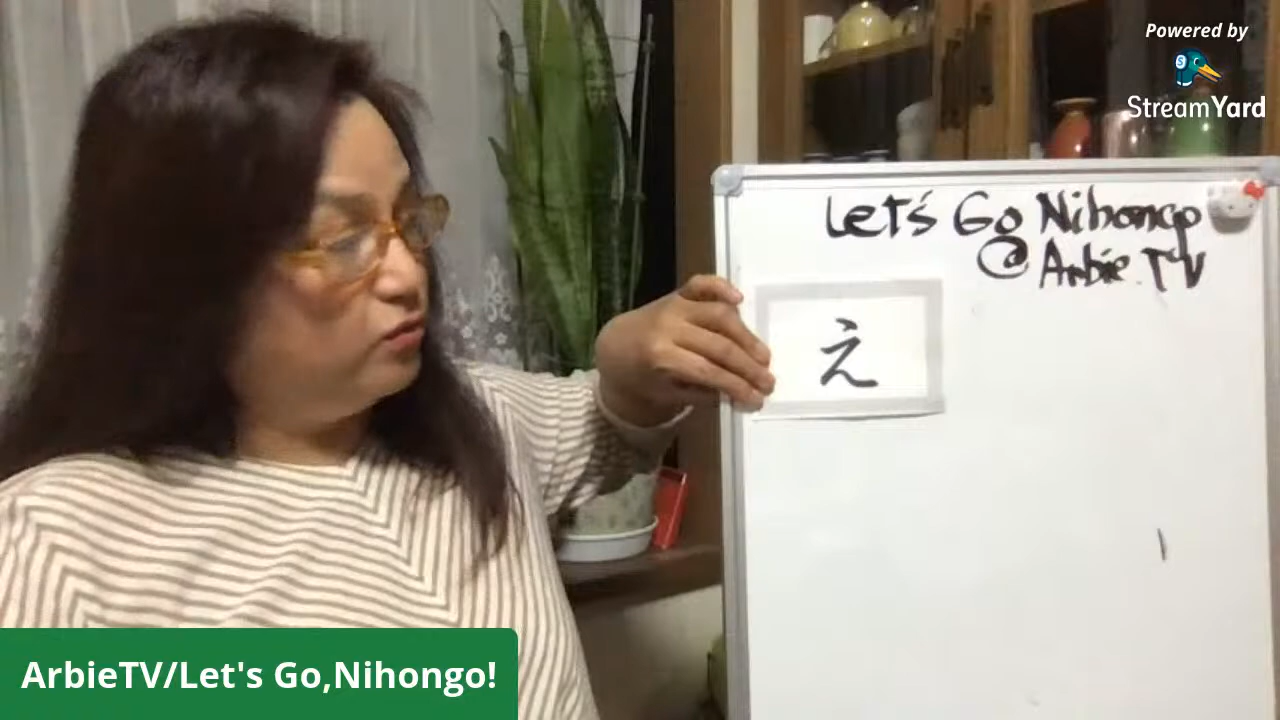 Powered by
StreamYard
Let's Go Nihongo
@ Arbie.TV
え
ArbieTV/Let's Go,Nihongo!